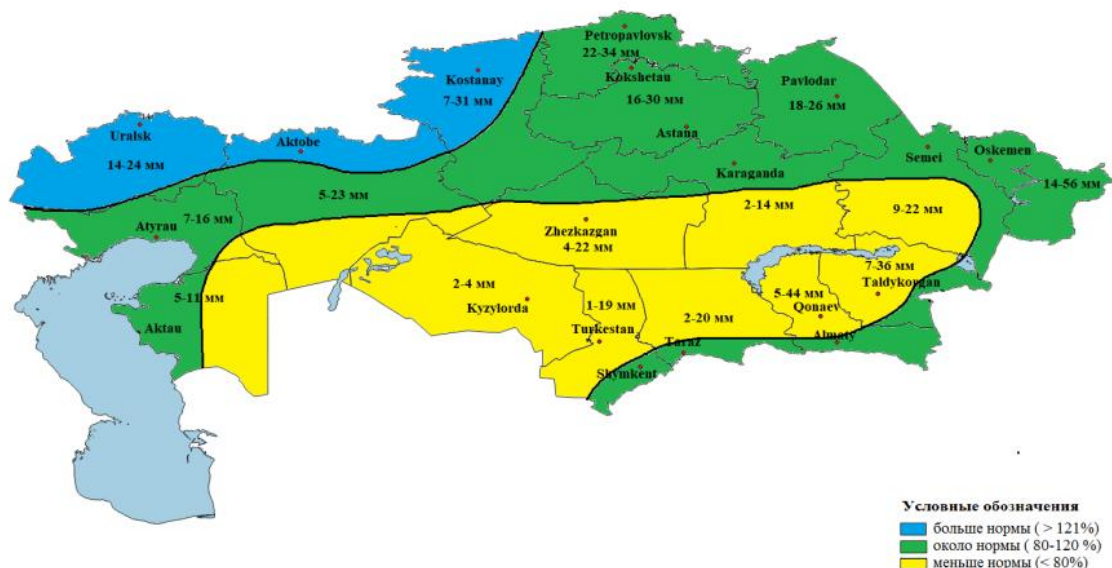 Petropavlovsk
22-34 мм
Kostanay
7-31 мм
Kokshetau
Pavlodar
16-30 мм
18-26 мм
Uralsk
Aktobe
Astana
14-24 мм
Semei
Oskemen
Karaganda
5-23 мм
14-56 мм
7-16 мм
Atyrau
2-14 мм
9-22 мм
Zhezkazgan
4-22 мм
7-36 мм
Taldykorgan
2-4 мм
5-44 мм
5-11 мм
Kyzylorda
1-19 мм
Qonaev
2-20 мм
Aktau
Turkestan
Almaty
Taraz
Shymkent
Условные обозначения
больше нормы ( > 121%)
около нормы ( 80-120 %)
меньше нормы (< 80%)